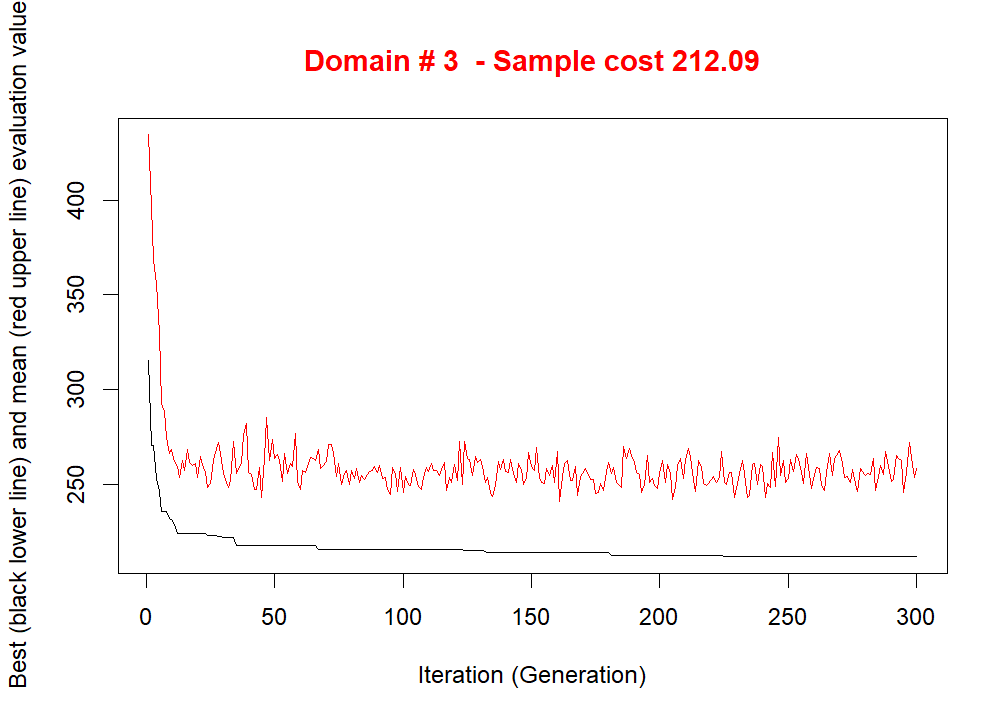 Domain # 3 - Sample cost 212.09
Best (black lower line) and mean (red upper line) evaluation value
400
350
300
250
0 50 100 150 200 250 300
Iteration (Generation)